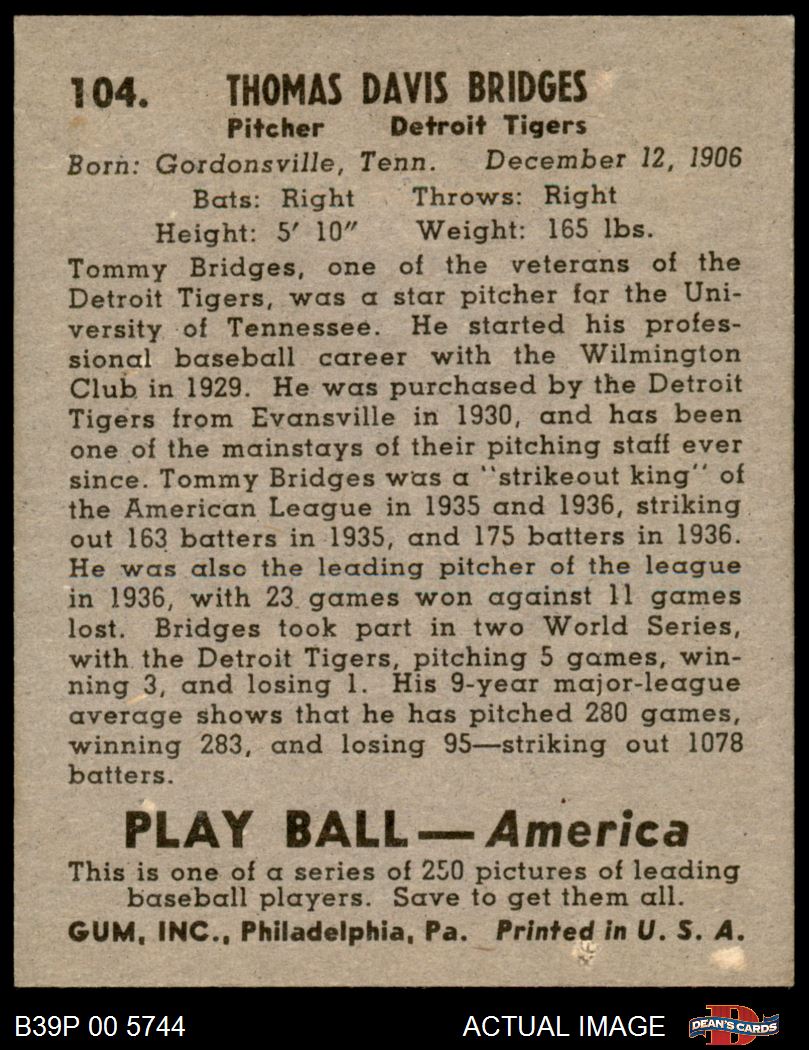 104. THOMAS DAVIS BRIDGES
Pitcher Detroit Tigers
Born: Gordonsville, Tenn. December 12, 1906
Bats: Right Throws: Right
Height: 5' 10" Weight: 165 lbs.
Tommy Bridges, one of the veterans of the
Detroit Tigers, was a star pitcher for the Uni-
versity of Tennessee. He started his profes-
sional baseball career with the Wilmington
Club in 1929. He was purchased by the Detroit
Tigers from Evansville in 1930, and has been
one of the mainstays of their pitching staff ever
since. Tommy Bridges was a "strikeout king" of
the American League in 1935 and 1936, striking
out 163 batters in 1935, and 175 batters in 1936.
He was also the leading pitcher of the league
in 1936, with 23 games won against 11 games
lost. Bridges took part in two World Series,
with the Detroit Tigers, pitching 5 games, win-
ning 3, and losing 1. His 9-year major-league
average shows that he has pitched 280 games,
winning 283, and losing 95—striking out 1078
batters.
PLAY BALL — America
This is one of a series of 250 pictures of leading
baseball players. Save to get them all.
GUM, INC., Philadelphia, Pa. Printed in U. S. A.
B39P 00 5744 ACTUAL IMAGE DEAN'S CARDS